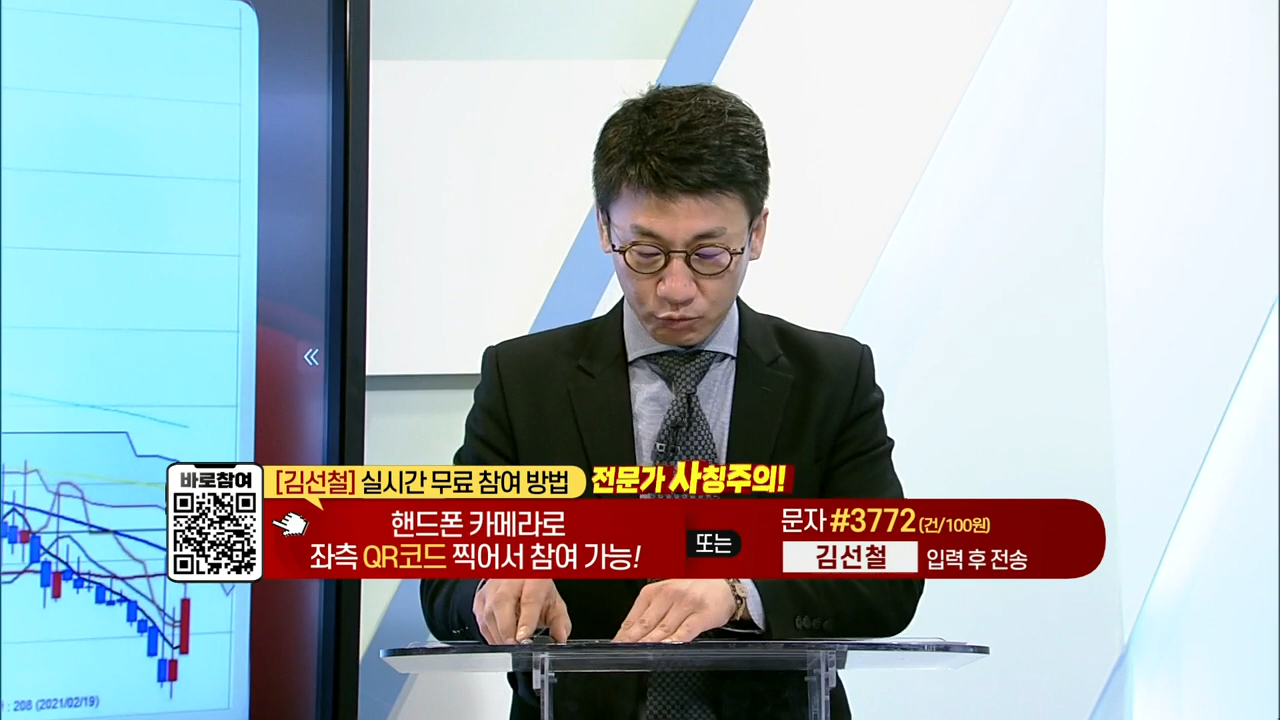 바로참여
[김선철] 실시간 무료 참여 방법
전문가 사칭주의!
핸드폰 카메라로
좌측 QR코드 찍어서 참여 가능!
또는
문자 #3772 (건/100원)
김선철 입력 후 전송
: 208 (2021/02/19)